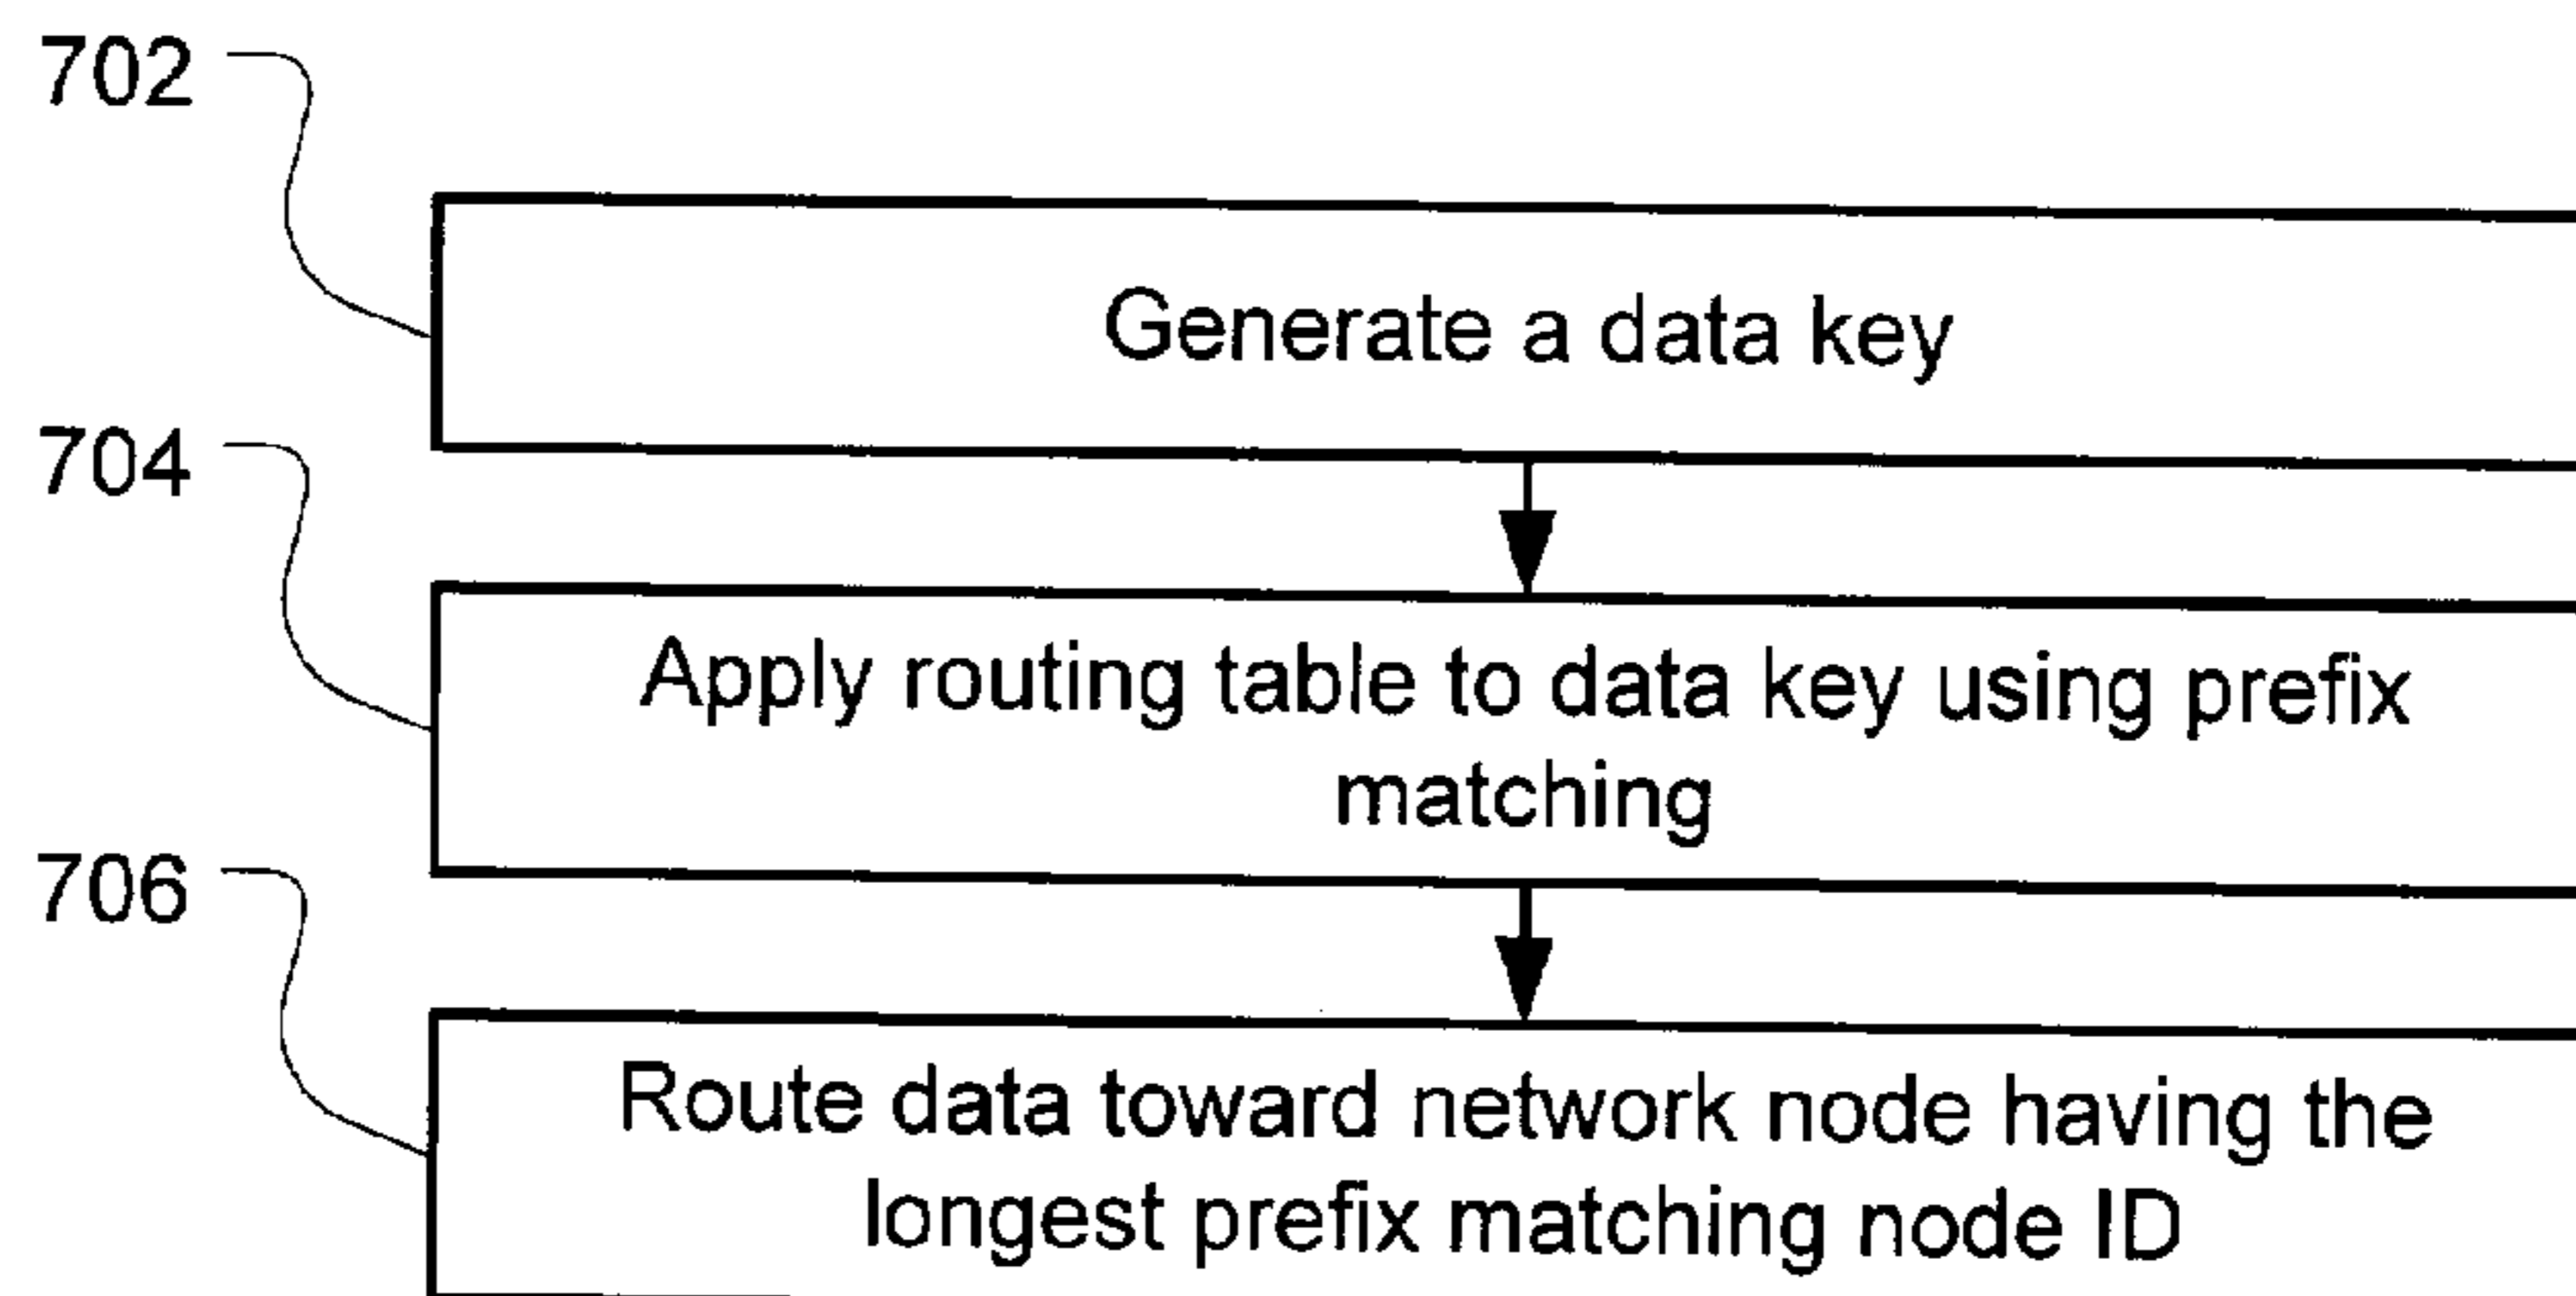 702
Generate a data key
704
Apply routing table to data key using prefix
matching
706
Route data toward network node having the
longest prefix matching node ID